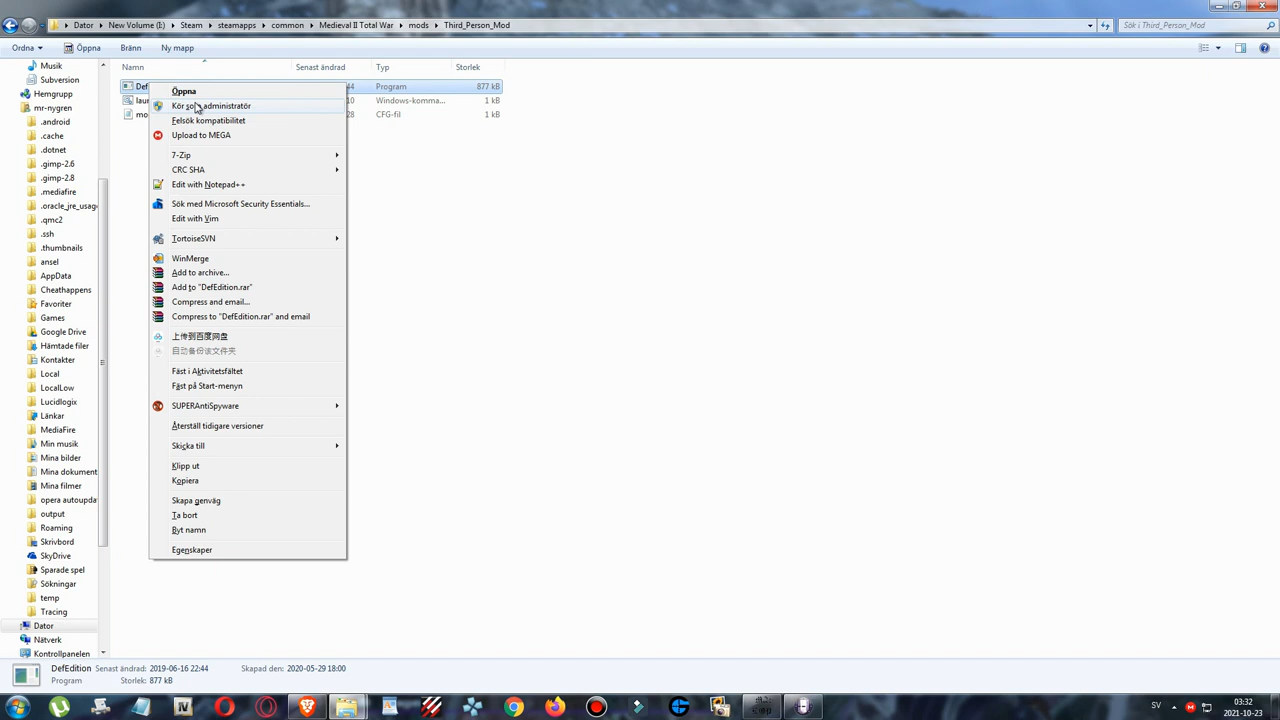 Dator
New Volume (I:)
Steam
steamapps
common
Medieval II Total War
mods
Third_Person_Mod
Sök i Third_Person_Mod
Ordna
Öppna
Bränn
Ny mapp
Namn
Senast ändrad
Typ
Storlek
44
Program
877 kB
10
Windows-komma...
1 kB
28
CFG-fil
1 kB
Musik
Subversion
Hemgrupp
mr-nygren
.android
.cache
.dotnet
.gimp-2.6
.gimp-2.8
.mediafire
.oracle_jre_usage
.qmc2
.ssh
.thumbnails
ansel
AppData
Cheathappens
Favoriter
Games
Google Drive
Hämtade filer
Kontakter
Local
LocalLow
Lucidlogix
Länkar
MediaFire
Min musik
Mina bilder
Mina dokument
Mina filmer
opera autoupda
output
Roaming
Skrivbord
SkyDrive
Sparade spel
Sökningar
temp
Tracing
Dator
Nätverk
Kontrollpanelen
Öppna
Kör som administratör
Felsök kompatibilitet
Upload to MEGA
7-Zip
CRC SHA
Edit with Notepad++
Sök med Microsoft Security Essentials...
Edit with Vim
TortoiseSVN
WinMerge
Add to archive...
Add to "DefEdition.rar"
Compress and email...
Compress to "DefEdition.rar" and email
上传到百度网盘
自动备份该文件夹
Fäst i Aktivitetsfältet
Fäst på Start-menyn
SUPERAntiSpyware
Återställ tidigare versioner
Skicka till
Klipp ut
Kopiera
Skapa genväg
Ta bort
Byt namn
Egenskaper
DefEdition
Senast ändrad: 2019-06-16 22:44
Skapad den: 2020-05-29 18:00
Program
Storlek: 877 kB
SV
03:32
2021-10-23